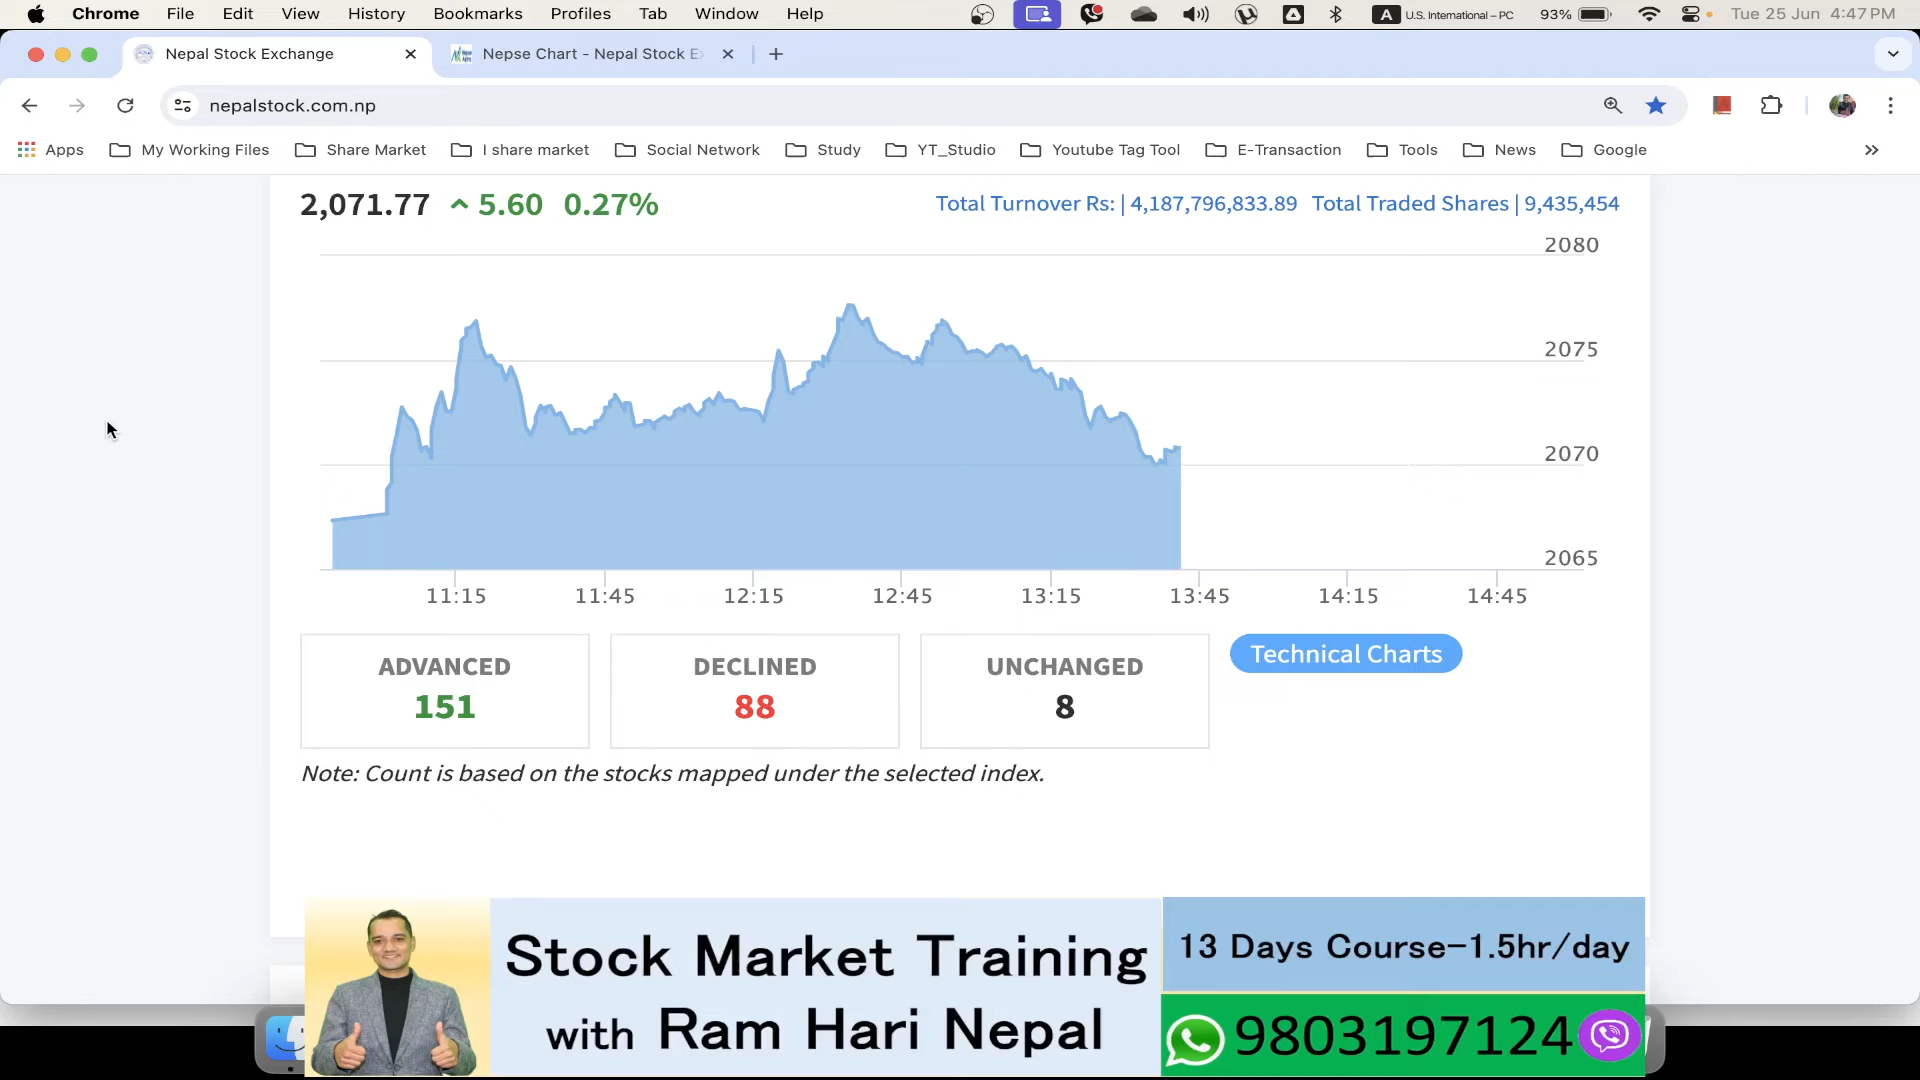 Chrome File Edit View History Bookmarks Profiles Tab Window Help A U.S. International – PC 93% Tue 25 Jun 4:47 PM
Nepal Stock Exchange Nepse Chart - Nepal Stock E
nepalstock.com.np
Apps My Working Files Share Market I share market Social Network Study YT_Studio Youtube Tag Tool E-Transaction Tools News Google
2,071.77 5.60 0.27% Total Turnover Rs: | 4,187,796,833.89 Total Traded Shares | 9,435,454
2080
2075
2070
2065
11:15 11:45 12:15 12:45 13:15 13:45 14:15 14:45
ADVANCED DECLINED UNCHANGED Technical Charts
151 88 8
Note: Count is based on the stocks mapped under the selected index.
Stock Market Training
with Ram Hari Nepal
13 Days Course-1.5hr/day
9803197124